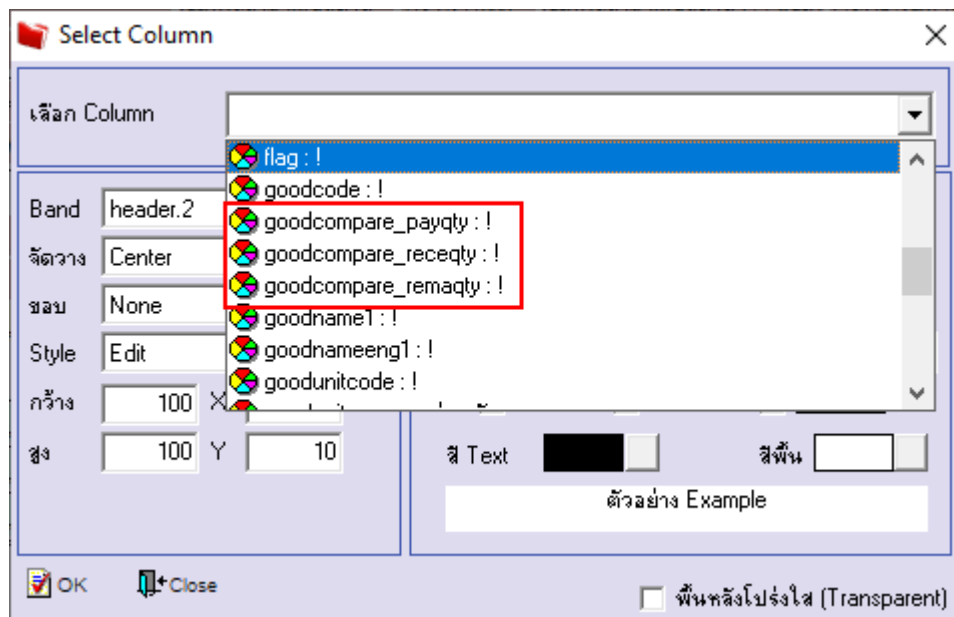 Select Column
เลือก Column
flag : !
goodcode : !
goodcompare_payqty : !
goodcompare_receqty : !
goodcompare_remaqty : !
goodname1 : !
goodnameeng1 : !
goodunitcode : !
Band header.2
จัดวาง Center
ขอบ None
Style Edit
กว้าง 100 X
สูง 100 Y 10
สี Text สีพื้น
ตัวอย่าง Example
OK Close
พื้นหลังโปร่งใส (Transparent)